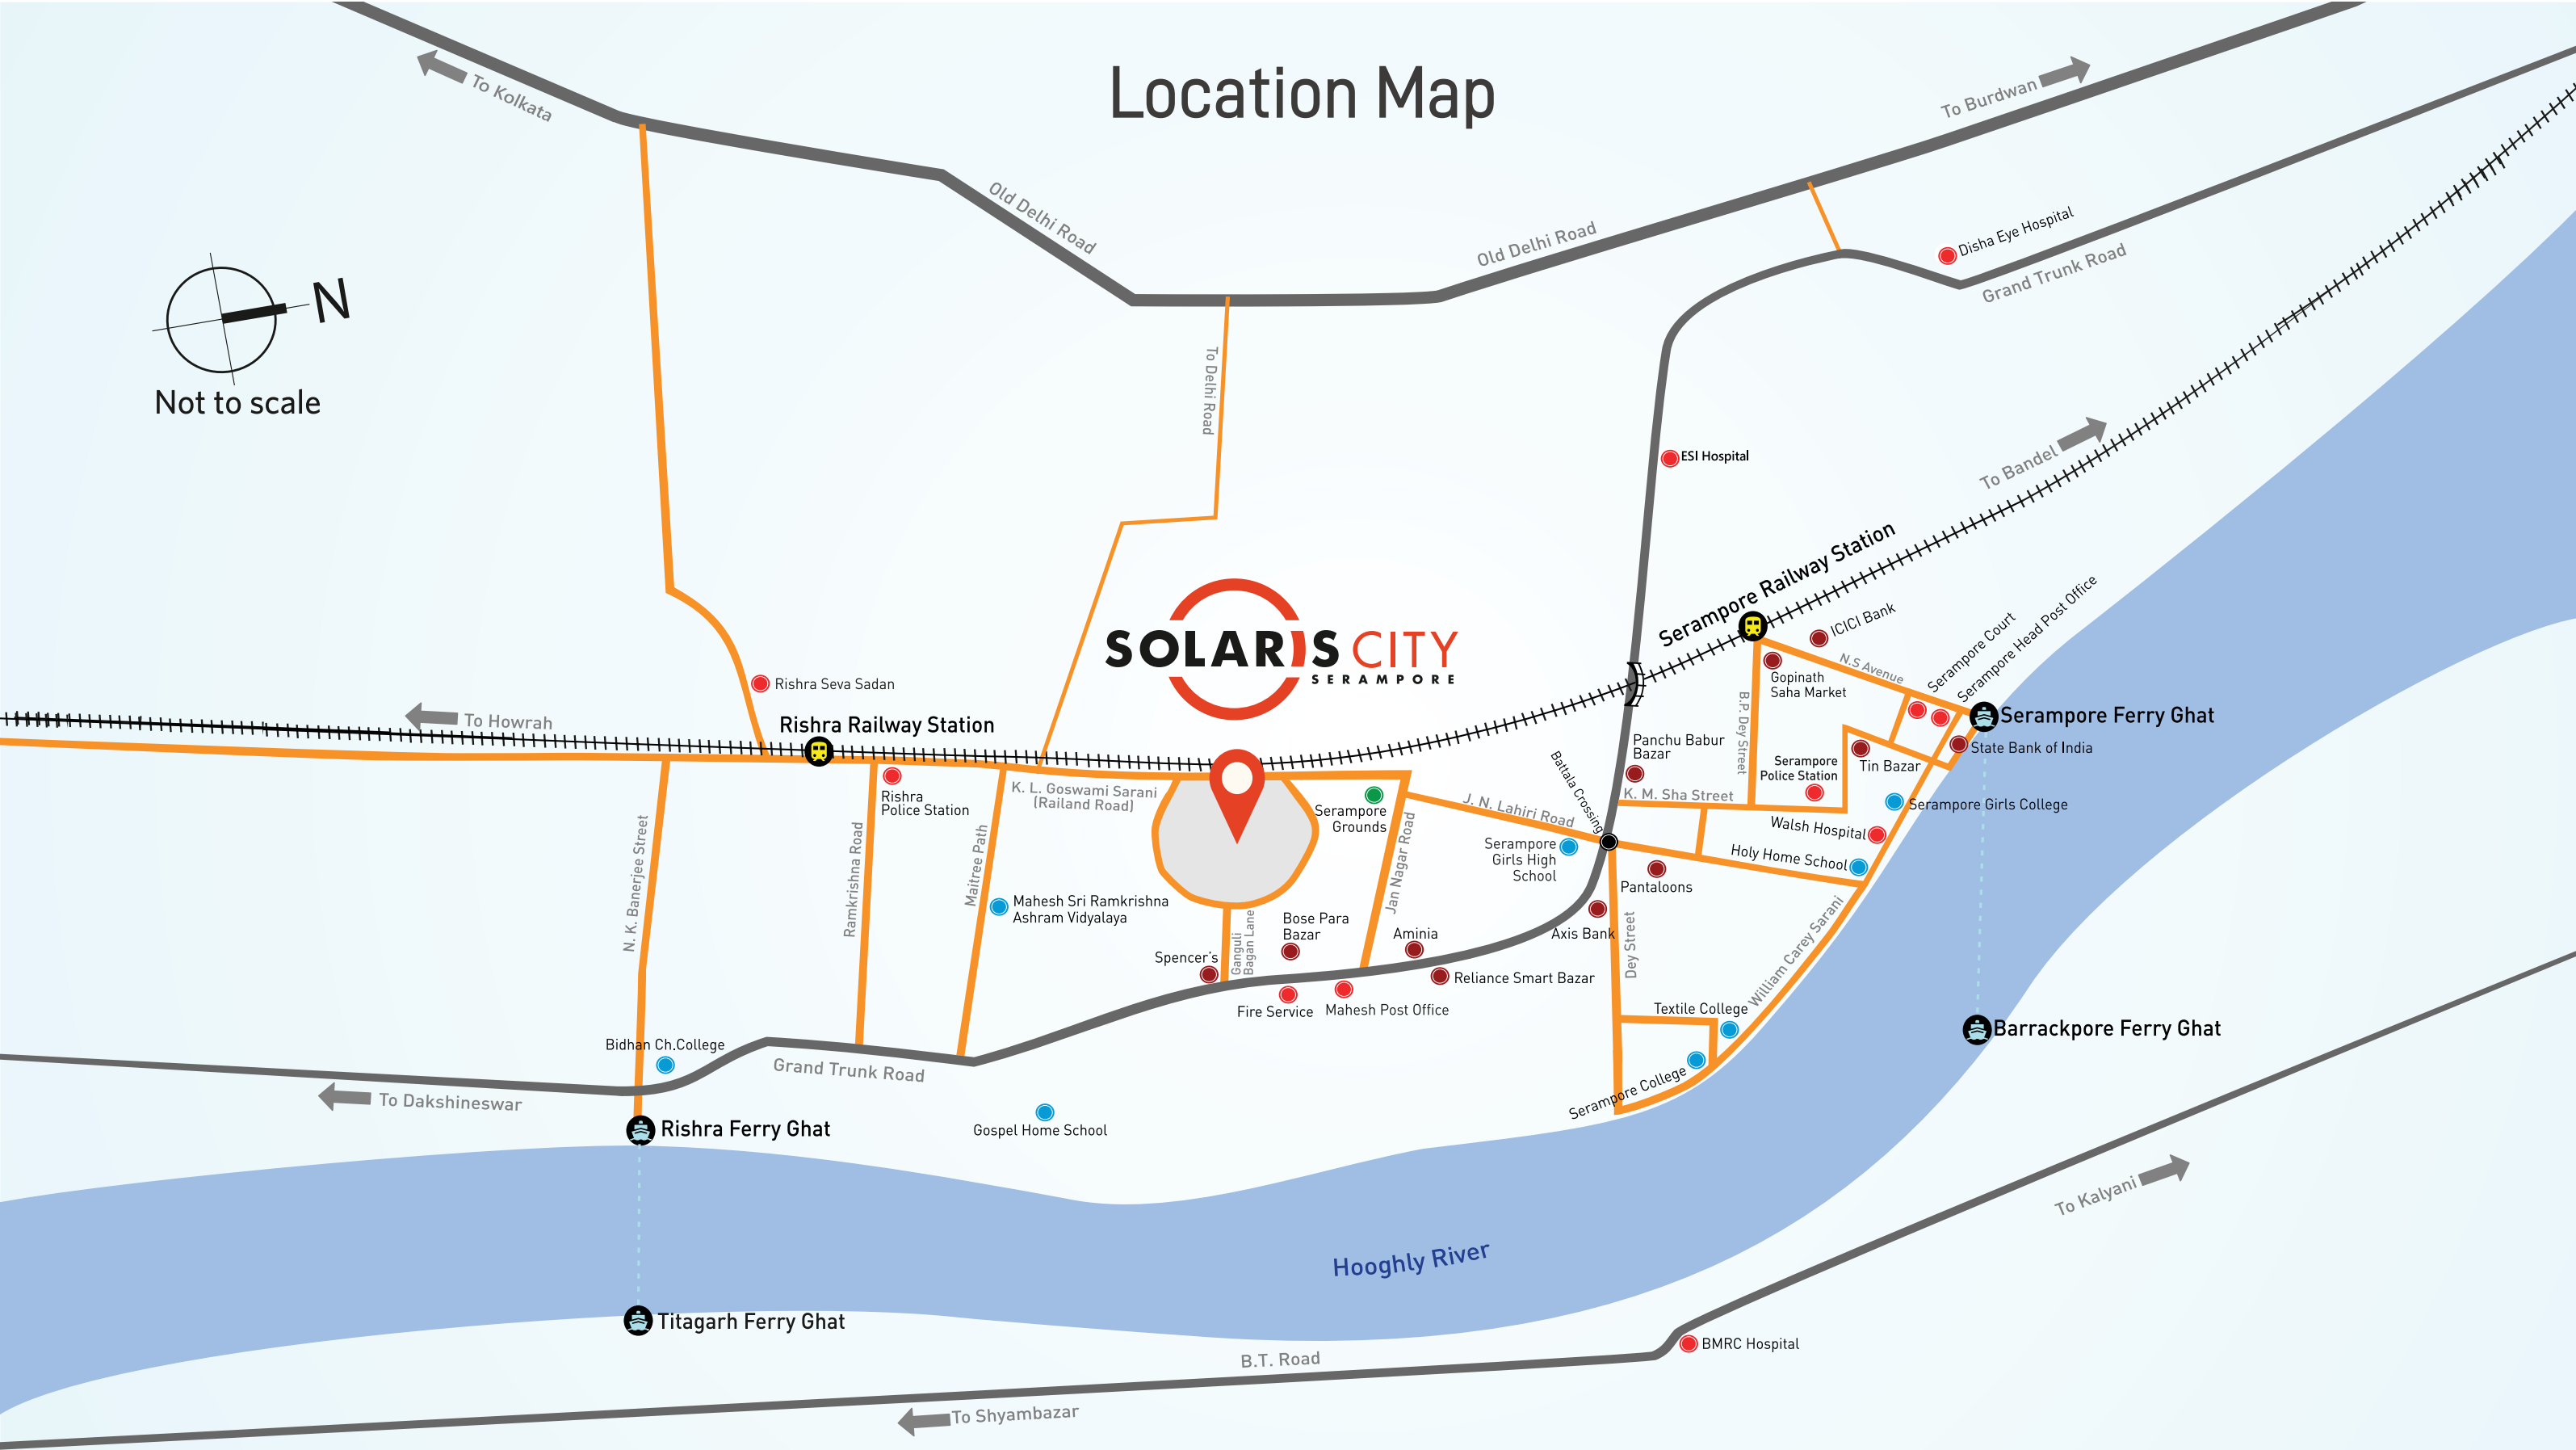 Location Map
To Kolkata
To Burdwan
Old Delhi Road
Old Delhi Road
Disha Eye Hospital
Grand Trunk Road
N
Not to scale
To Delhi Road
ESI Hospital
To Bandel
Serampore Railway Station
ICICI Bank
SOLARIS CITY
SERAMPORE
N.S Avenue
Serampore Court
Serampore Head Post Office
Gopinath
Saha Market
Rishra Seva Sadan
To Howrah
Rishra Railway Station
Serampore Ferry Ghat
B.P. Dey Street
Panchu Babur
Bazar
State Bank of India
Battala Crossing
Serampore
Police Station
Tin Bazar
Rishra
Police Station
K. L. Goswami Sarani
(Railand Road)
Serampore
Grounds
J. N. Lahiri Road
K. M. Sha Street
Serampore Girls College
Walsh Hospital
N. K. Banerjee Street
Ramkrishna Road
Maitree Path
Jan Nagar Road
Serampore
Girls High
School
Holy Home School
Pantaloons
Mahesh Sri Ramkrishna
Ashram Vidyalaya
Ganguli
Bagan Lane
Bose Para
Bazar
Aminia
Axis Bank
Dey Street
William Carey Sarani
Spencer's
Reliance Smart Bazar
Fire Service
Mahesh Post Office
Textile College
Barrackpore Ferry Ghat
Bidhan Ch.College
Grand Trunk Road
Serampore College
To Dakshineswar
Rishra Ferry Ghat
Gospel Home School
To Kalyani
Hooghly River
Titagarh Ferry Ghat
BMRC Hospital
B.T. Road
To Shyambazar